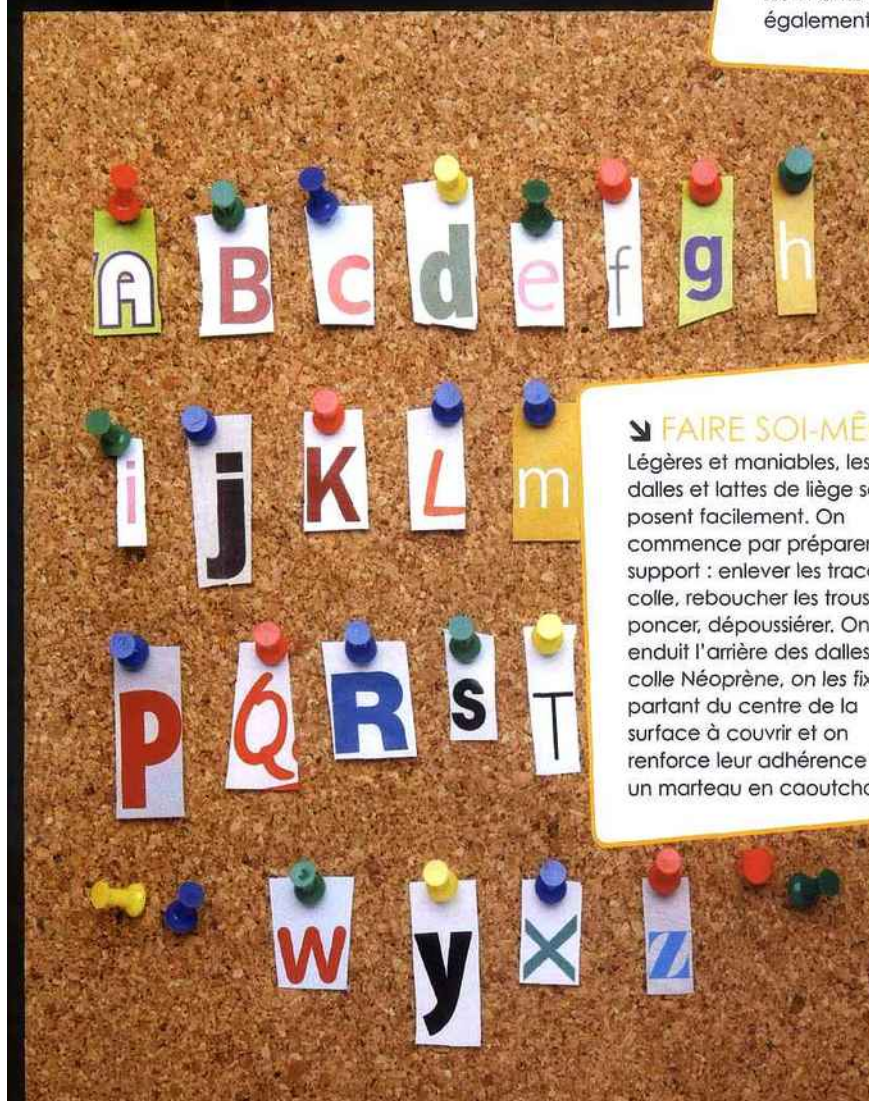 également
A B c d e f g h
i j K L m
P Q R S T
w y X Z
FAIRE SOI-MÊ
Légères et maniables, les
dalles et lattes de liège s
posent facilement. On
commence par préparer
support : enlever les trac
colle, reboucher les trous
poncer, dépoussiérer. On
enduit l'arrière des dalles
colle Néoprène, on les fix
partant du centre de la
surface à couvrir et on
renforce leur adhérence
un marteau en caoutcho